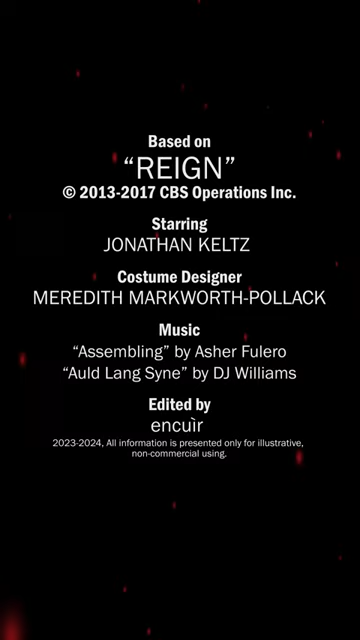 Based on
“REIGN”
© 2013-2017 CBS Operations Inc.
Starring
JONATHAN KELTZ
Costume Designer
MEREDITH MARKWORTH-POLLACK
Music
“Assembling” by Asher Fulero
“Auld Lang Syne” by DJ Williams
Edited by
encuìr
2023-2024, All information is presented only for illustrative,
non-commercial using.